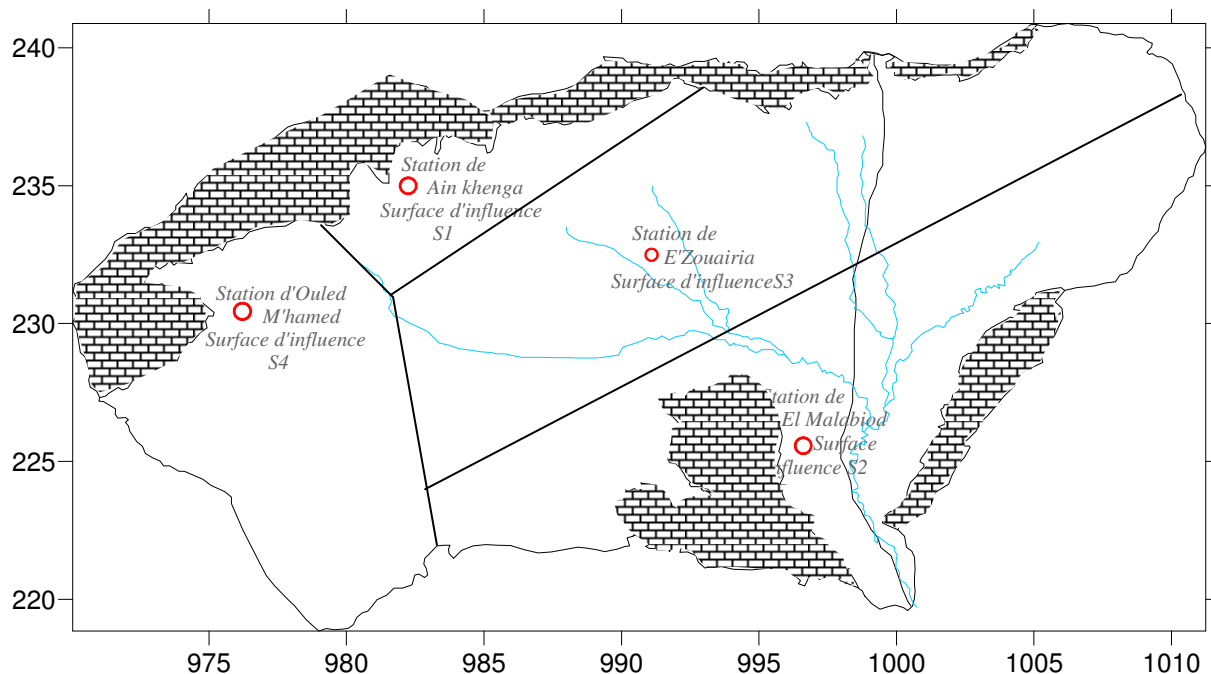 240
235
230
225
220
Station de
Ain khenga
Surface d'influence
S1
Station de
E'Zouairia
Surface d'influenceS3
Station d'Ouled
M'hamed
Surface d'influence
S4
tation de
El Malabiod
Surface
fluence S2
975
980
985
990
995
1000
1005
1010